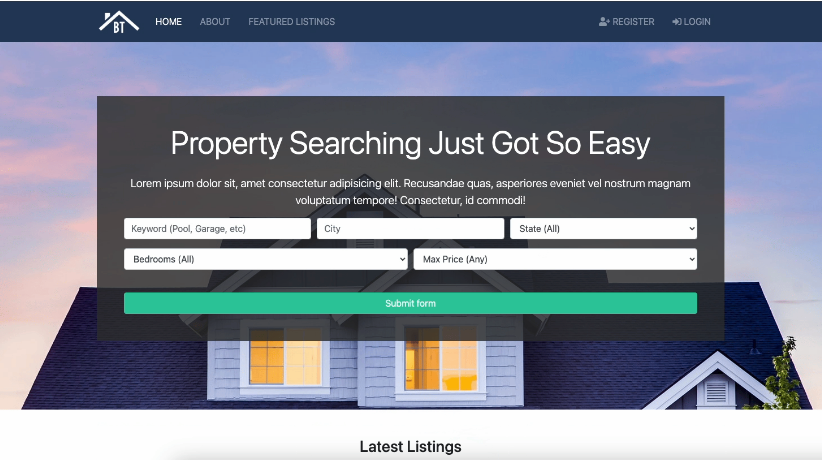 BT
HOME ABOUT FEATURED LISTINGS REGISTER LOGIN
Property Searching Just Got So Easy
Lorem ipsum dolor sit, amet consectetur adipisicing elit. Recusandae quas, asperiores eveniet vel nostrum magnam
voluptatum tempore! Consectetur, id commodi!
Keyword (Pool, Garage, etc) City State (All)
Bedrooms (All) Max Price (Any)
Submit form
Latest Listings